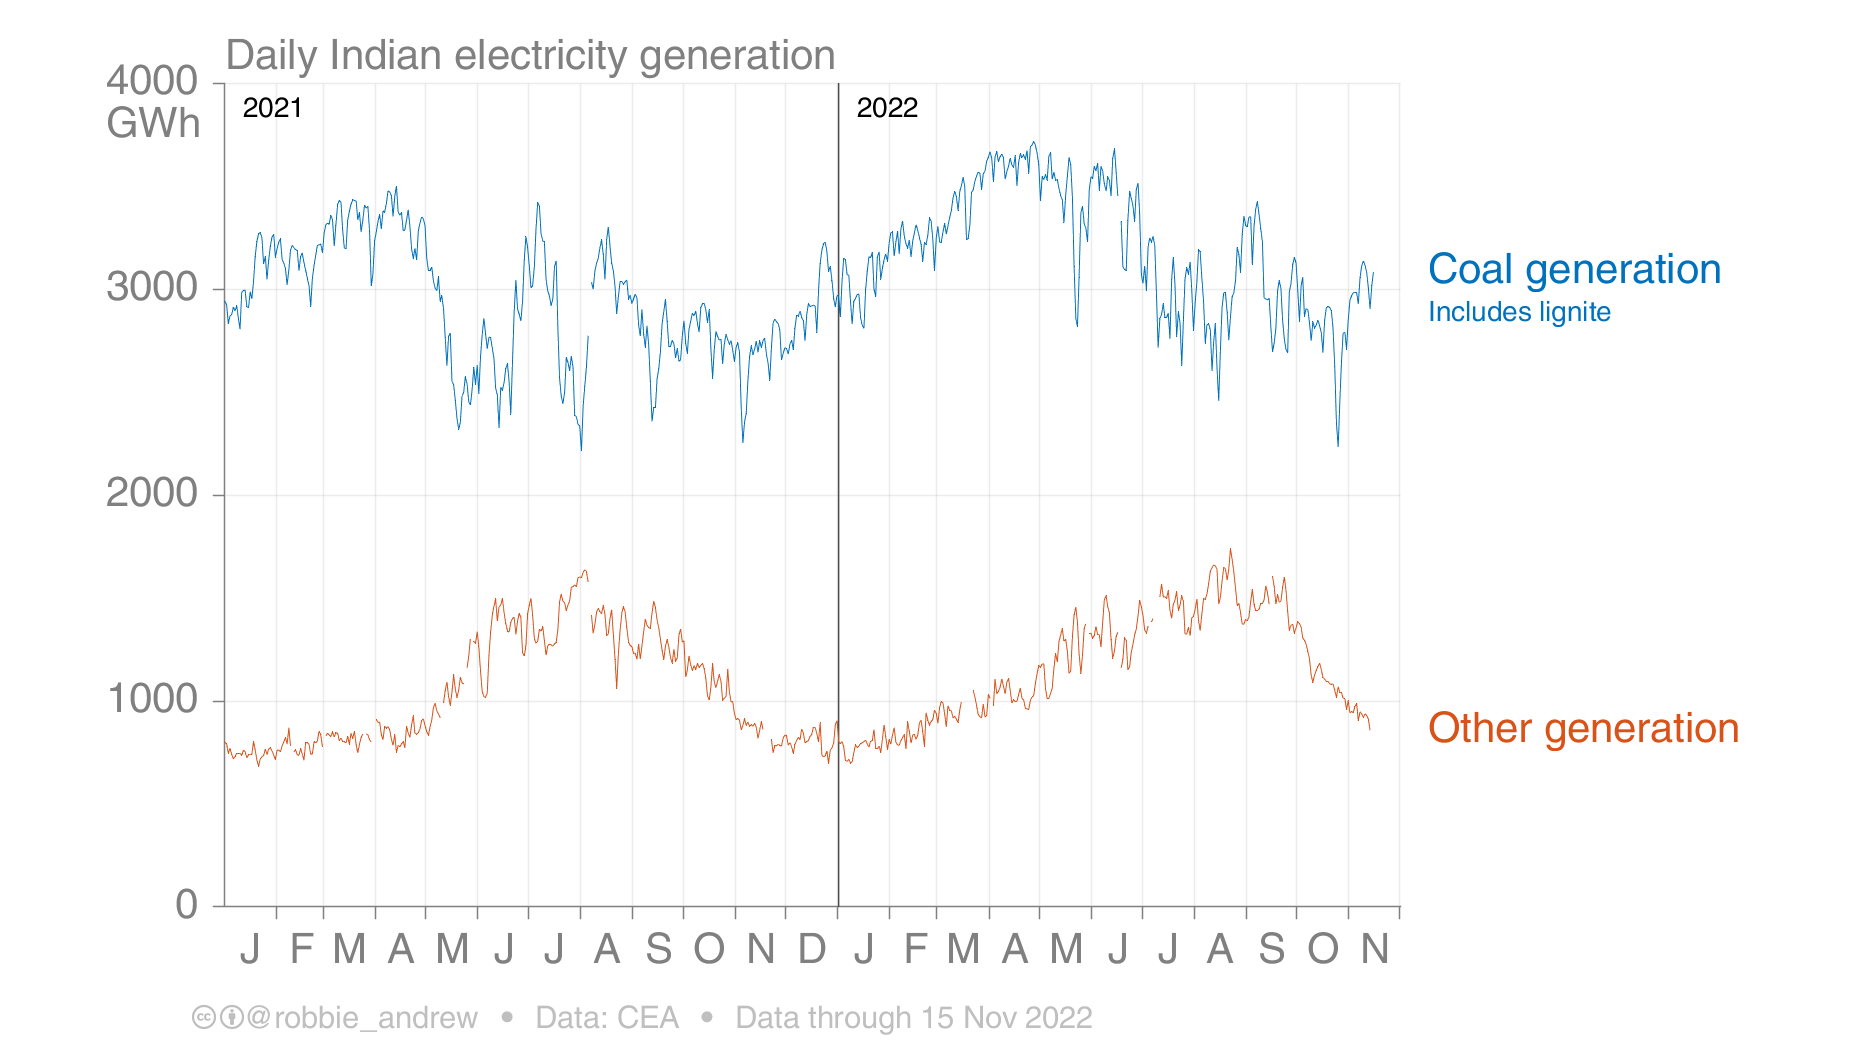 Daily Indian electricity generation
4000
GWh
2021
2022
3000
2000
1000
0
Coal generation
Includes lignite
Other generation
J F M A M J J A S O N D J F M A M J J A S O N
cc @robbie_andrew • Data: CEA • Data through 15 Nov 2022